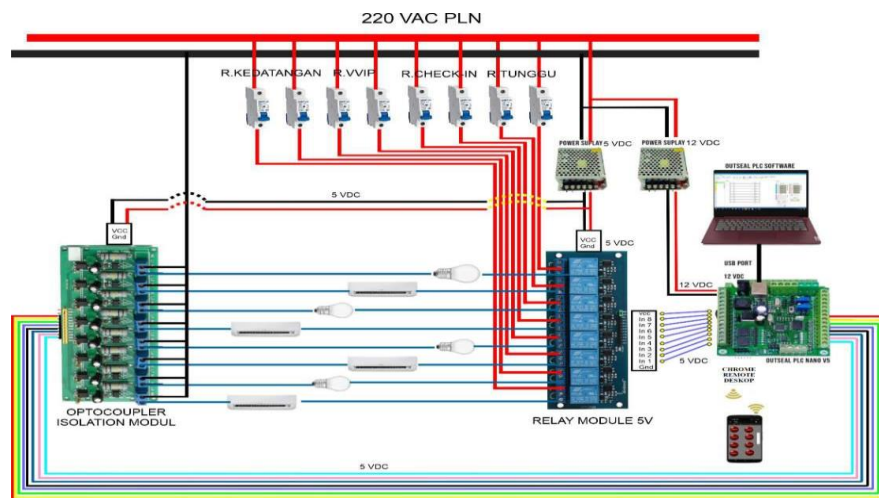 220 VAC PLN
R.KEDATANGAN
R.VVIP
R.CHECK-IN
R.TUNGGU
POWER SUPLAY 5 VDC
POWER SUPLAY 12 VDC
OUTSEAL PLC SOFTWARE
5 VDC
VCC
Gnd
VCC
Gnd
5 VDC
USB PORT
12 VDC
12 VDC
VCC
In 8
In 7
In 6
In 5
In 4
In 3
In 2
In 1
Gnd
5 VDC
OUTSEAL PLC NANO V5
CHROME
REMOTE
DESKOP
OPTOCOUPLER
ISOLATION MODUL
RELAY MODULE 5V
5 VDC